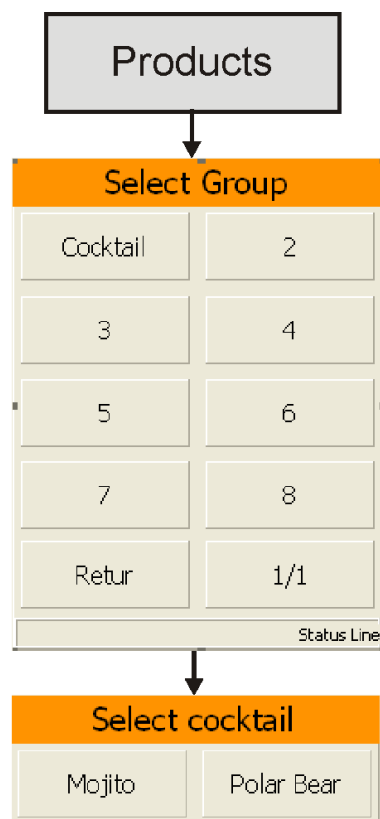 Products
Select Group
Cocktail 2
3 4
5 6
7 8
Retur 1/1
Status Line
Select cocktail
Mojito Polar Bear